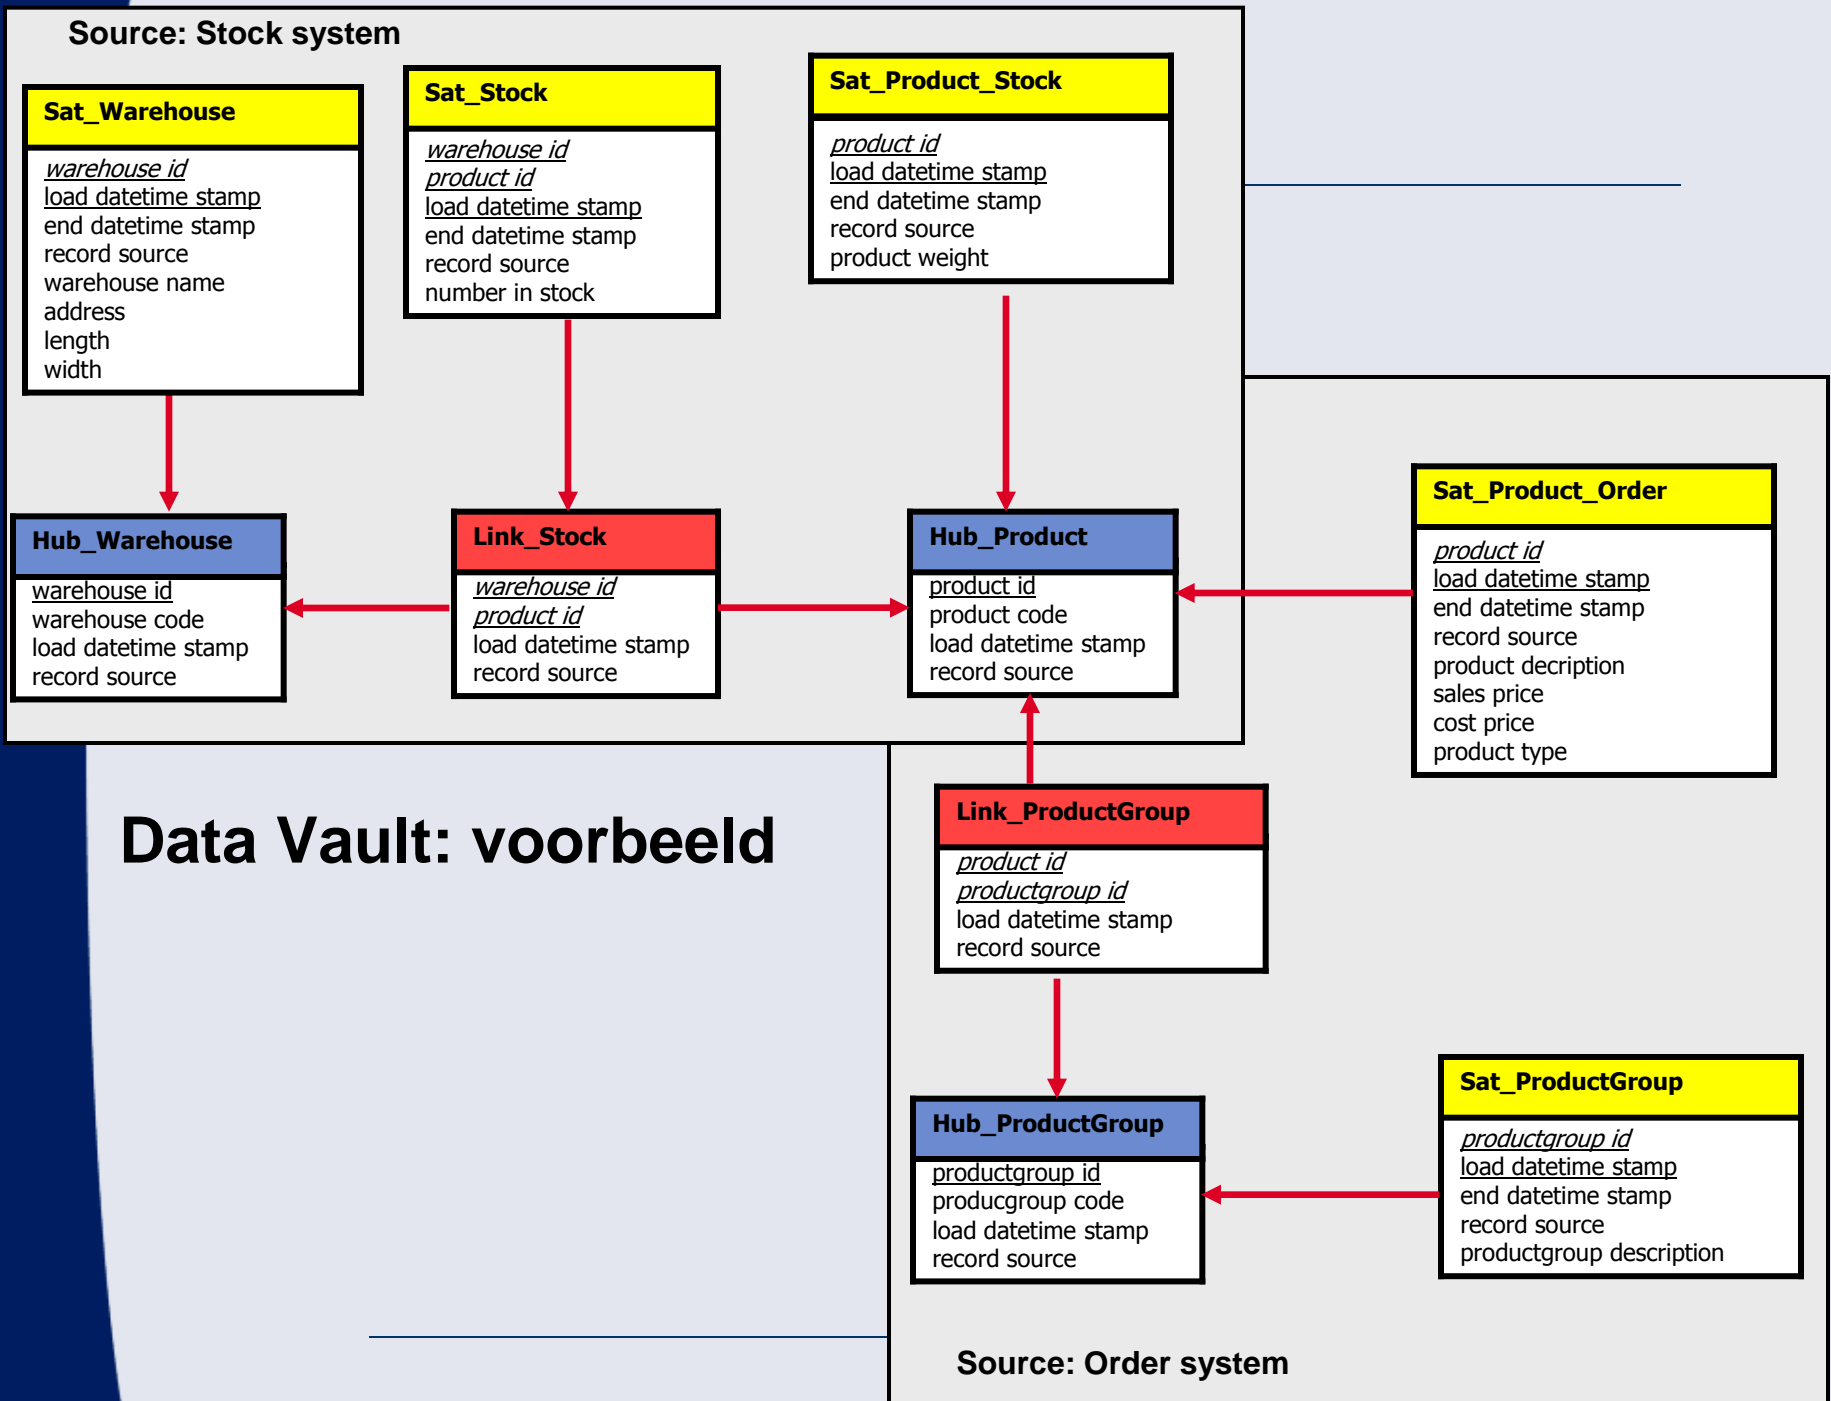 Source: Stock system
Sat_Warehouse
warehouse id
load datetime stamp
end datetime stamp
record source
warehouse name
address
length
width
Sat_Stock
warehouse id
product id
load datetime stamp
end datetime stamp
record source
number in stock
Sat_Product_Stock
product id
load datetime stamp
end datetime stamp
record source
product weight
Hub_Warehouse
warehouse id
warehouse code
load datetime stamp
record source
Link_Stock
warehouse id
product id
load datetime stamp
record source
Hub_Product
product id
product code
load datetime stamp
record source
Sat_Product_Order
product id
load datetime stamp
end datetime stamp
record source
product decription
sales price
cost price
product type
Data Vault: voorbeeld
Link_ProductGroup
product id
productgroup id
load datetime stamp
record source
Hub_ProductGroup
productgroup id
producgroup code
load datetime stamp
record source
Sat_ProductGroup
productgroup id
load datetime stamp
end datetime stamp
record source
productgroup description
Source: Order system